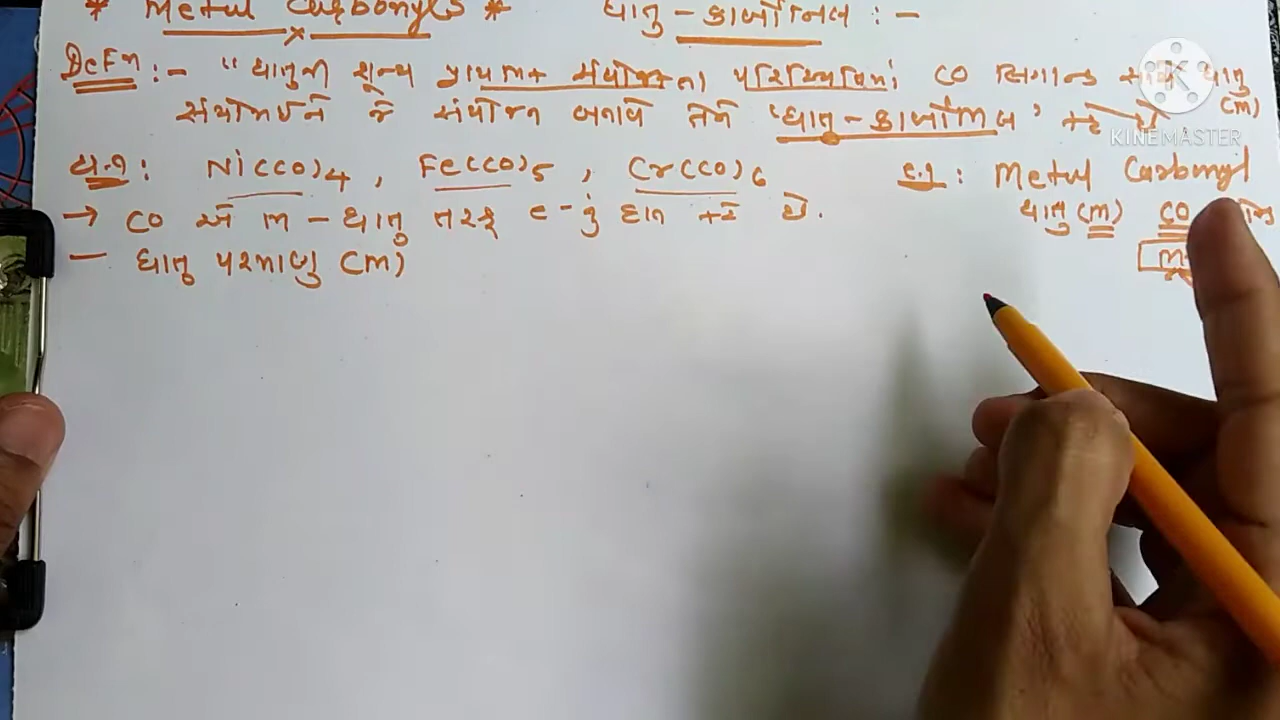 * Metal Carbonyls * ધાતુ - કાર્બોનિલ : -
Defn :- "ધાતુની શૂન્ય પ્રાથમિક સંયોજકતા પરિસ્થિતિમાં CO લિગાન્ડ સાથે ધાતુ (M)
સંયોજાઈને જે સંયોજન બનાવે તેને "ધાતુ-કાર્બોનિલ" કહે છે.
દા.ત : Ni(CO)4 , Fe(CO)5 , Cr(CO)6
→ CO એ M - ધાતુ તરફ e- નું દાન કરે છે.
- ધાતુ પરમાણુ (M)
દા.ત : Metal Carbonyl
ધાતુ (M) CO
M
KINEMASTER